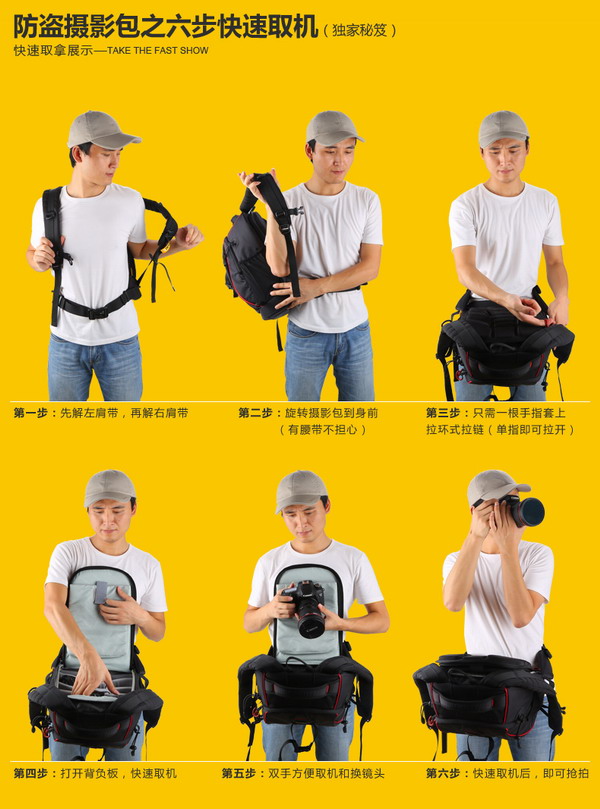 防盗摄影包之六步快速取机（独家秘笈）
快速取拿展示—TAKE THE FAST SHOW
第一步：先解左肩带，再解右肩带
第二步：旋转摄影包到身前
（有腰带不担心）
第三步：只需一根手指套上
拉环式拉链（单指即可拉开）
第四步：打开背负板，快速取机
第五步：双手方便取机和换镜头
第六步：快速取机后，即可抢拍